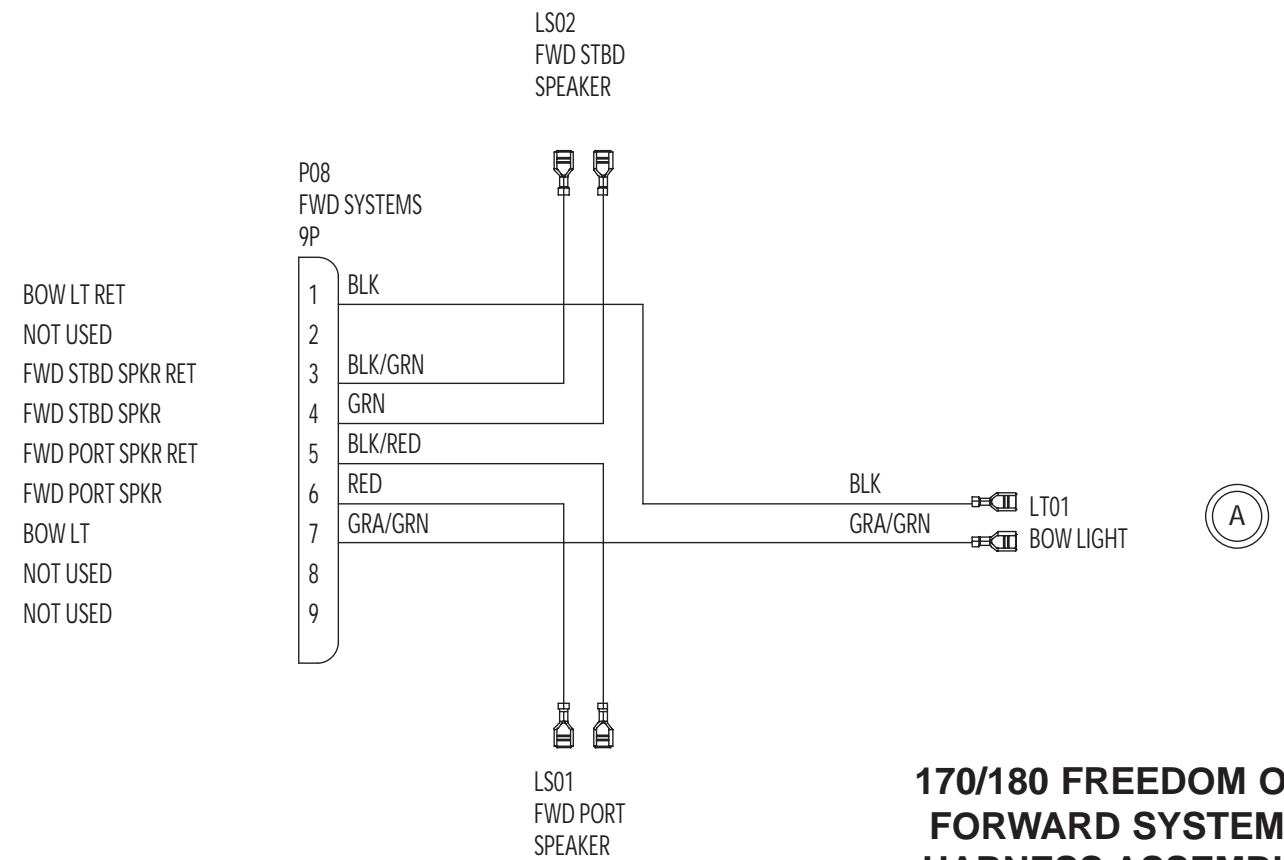 LS02
FWD STBD
SPEAKER
P08
FWD SYSTEMS
9P
BOW LT RET 1 BLK
NOT USED 2
FWD STBD SPKR RET 3 BLK/GRN
FWD STBD SPKR 4 GRN
FWD PORT SPKR RET 5 BLK/RED
FWD PORT SPKR 6 RED BLK LT01
BOW LT 7 GRA/GRN GRA/GRN BOW LIGHT
A
NOT USED 8
NOT USED 9
LS01
FWD PORT
SPEAKER
170/180 FREEDOM
FORWARD SYSTEM
HARNESS